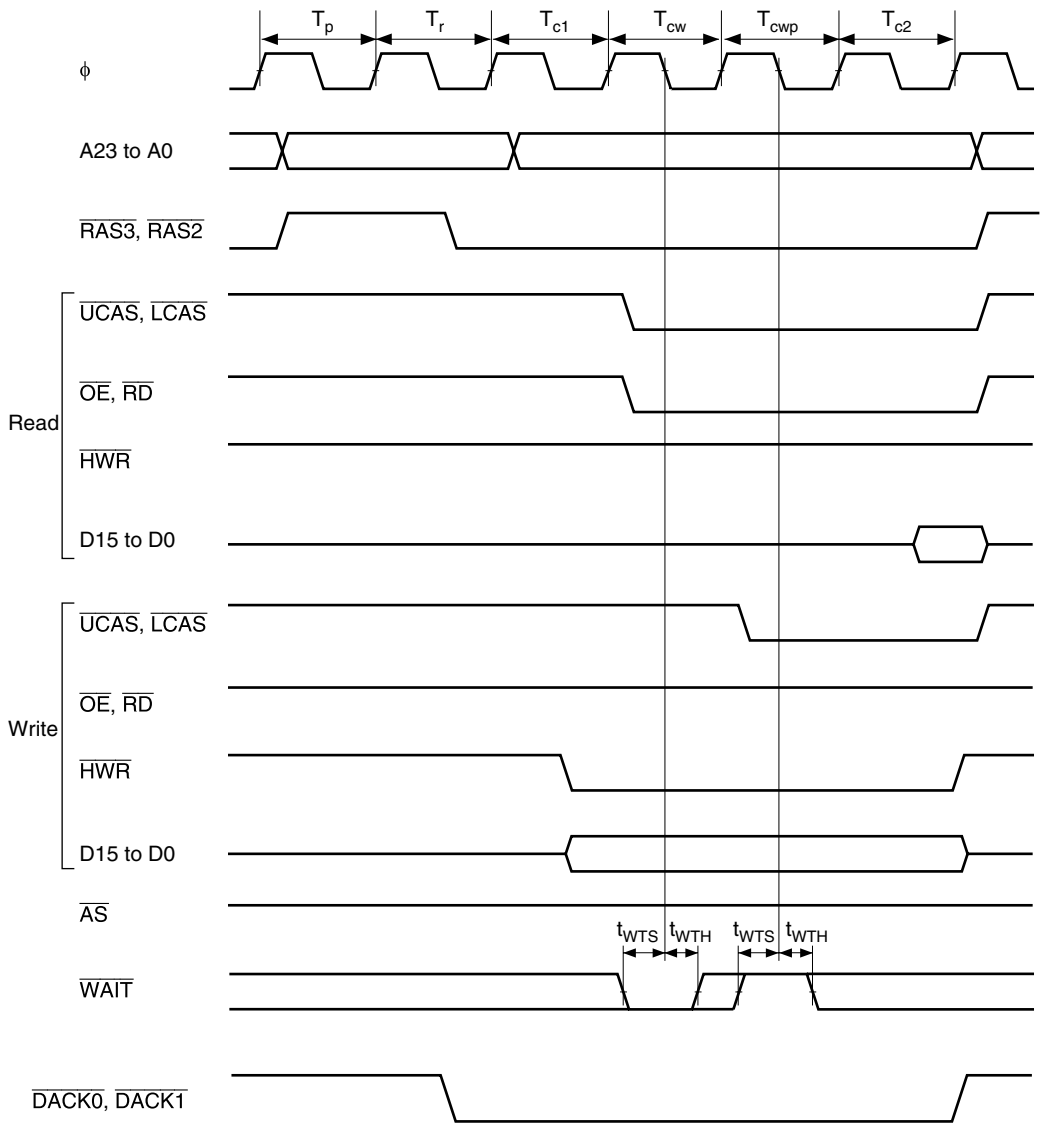 Tp Tr Tc1 Tcw Tcwp Tc2
ϕ
A23 to A0
RAS3, RAS2
UCAS, LCAS
OE, RD
Read
HWR
D15 to D0
UCAS, LCAS
OE, RD
Write
HWR
D15 to D0
AS
tWTS tWTH tWTS tWTH
WAIT
DACK0, DACK1